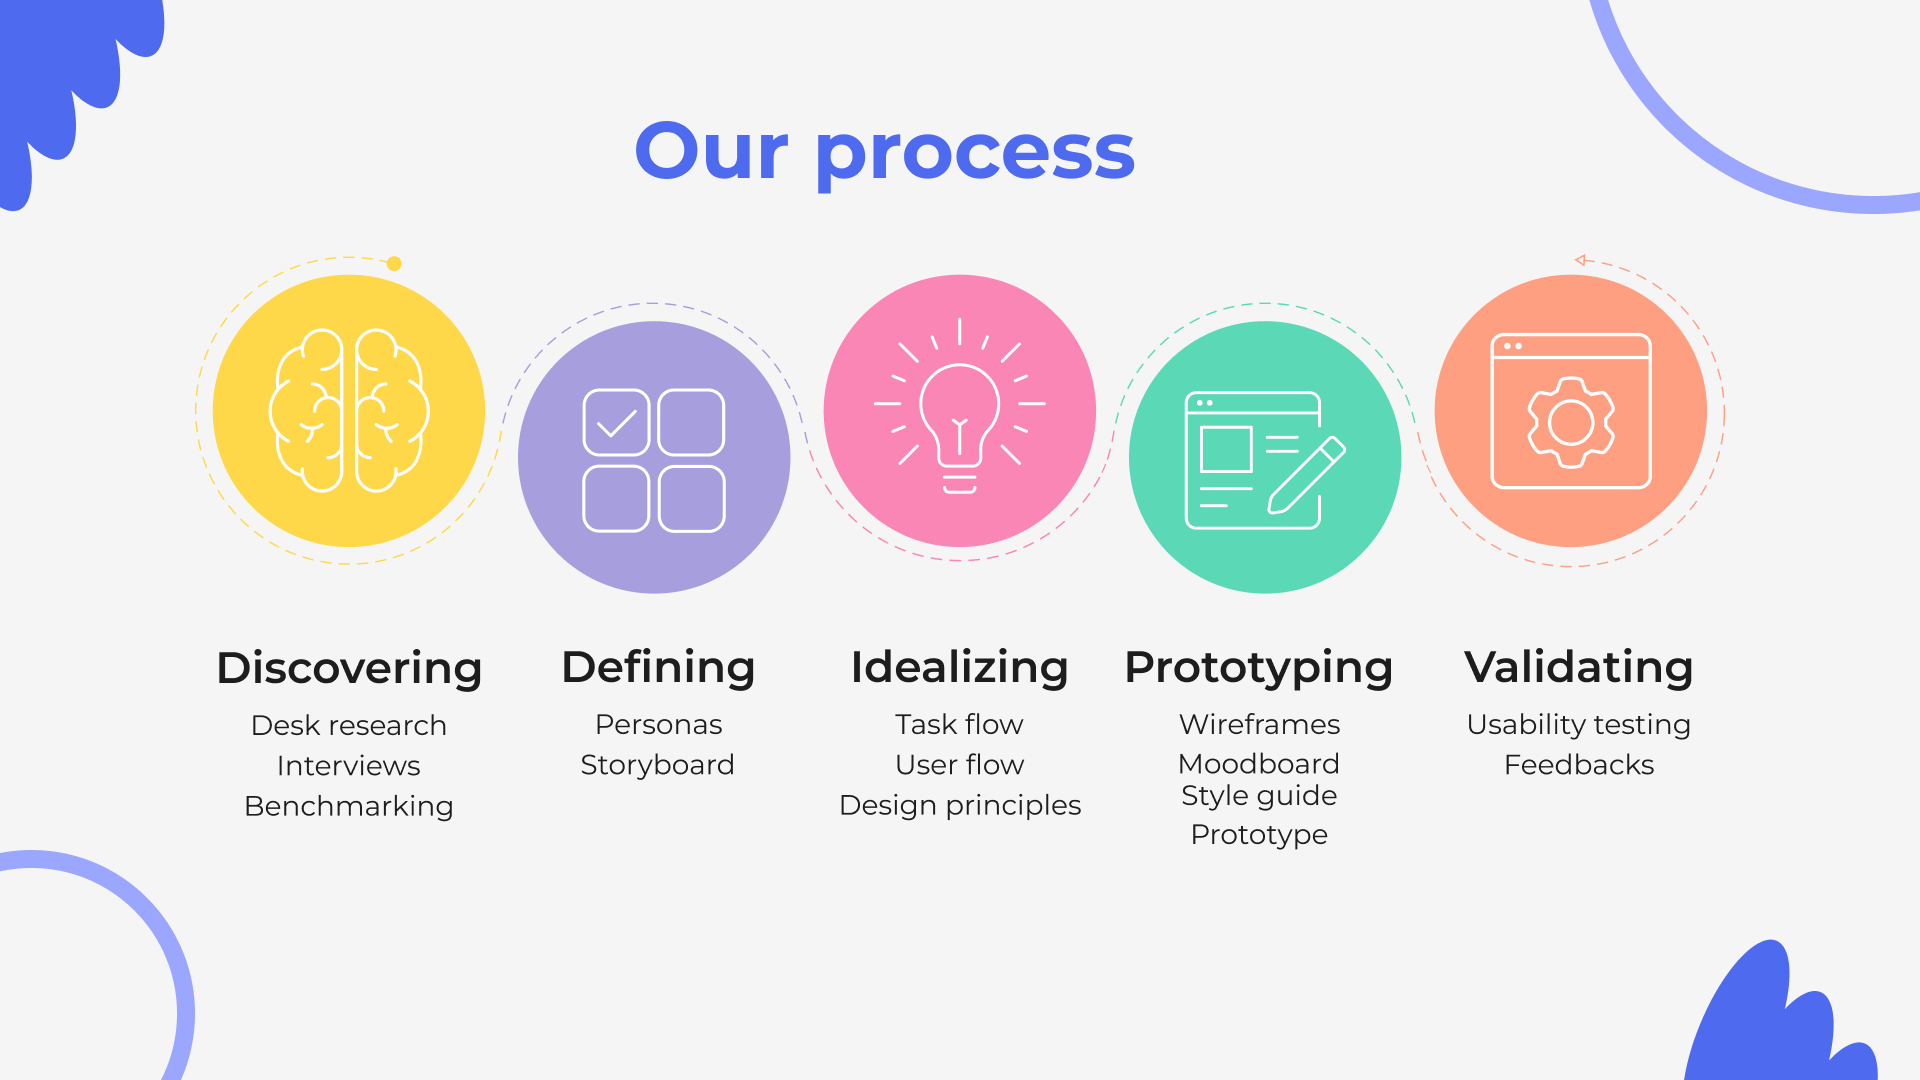 Our process
Discovering
Desk research
Interviews
Benchmarking
Defining
Personas
Storyboard
Idealizing
Task flow
User flow
Design principles
Prototyping
Wireframes
Moodboard
Style guide
Prototype
Validating
Usability testing
Feedbacks